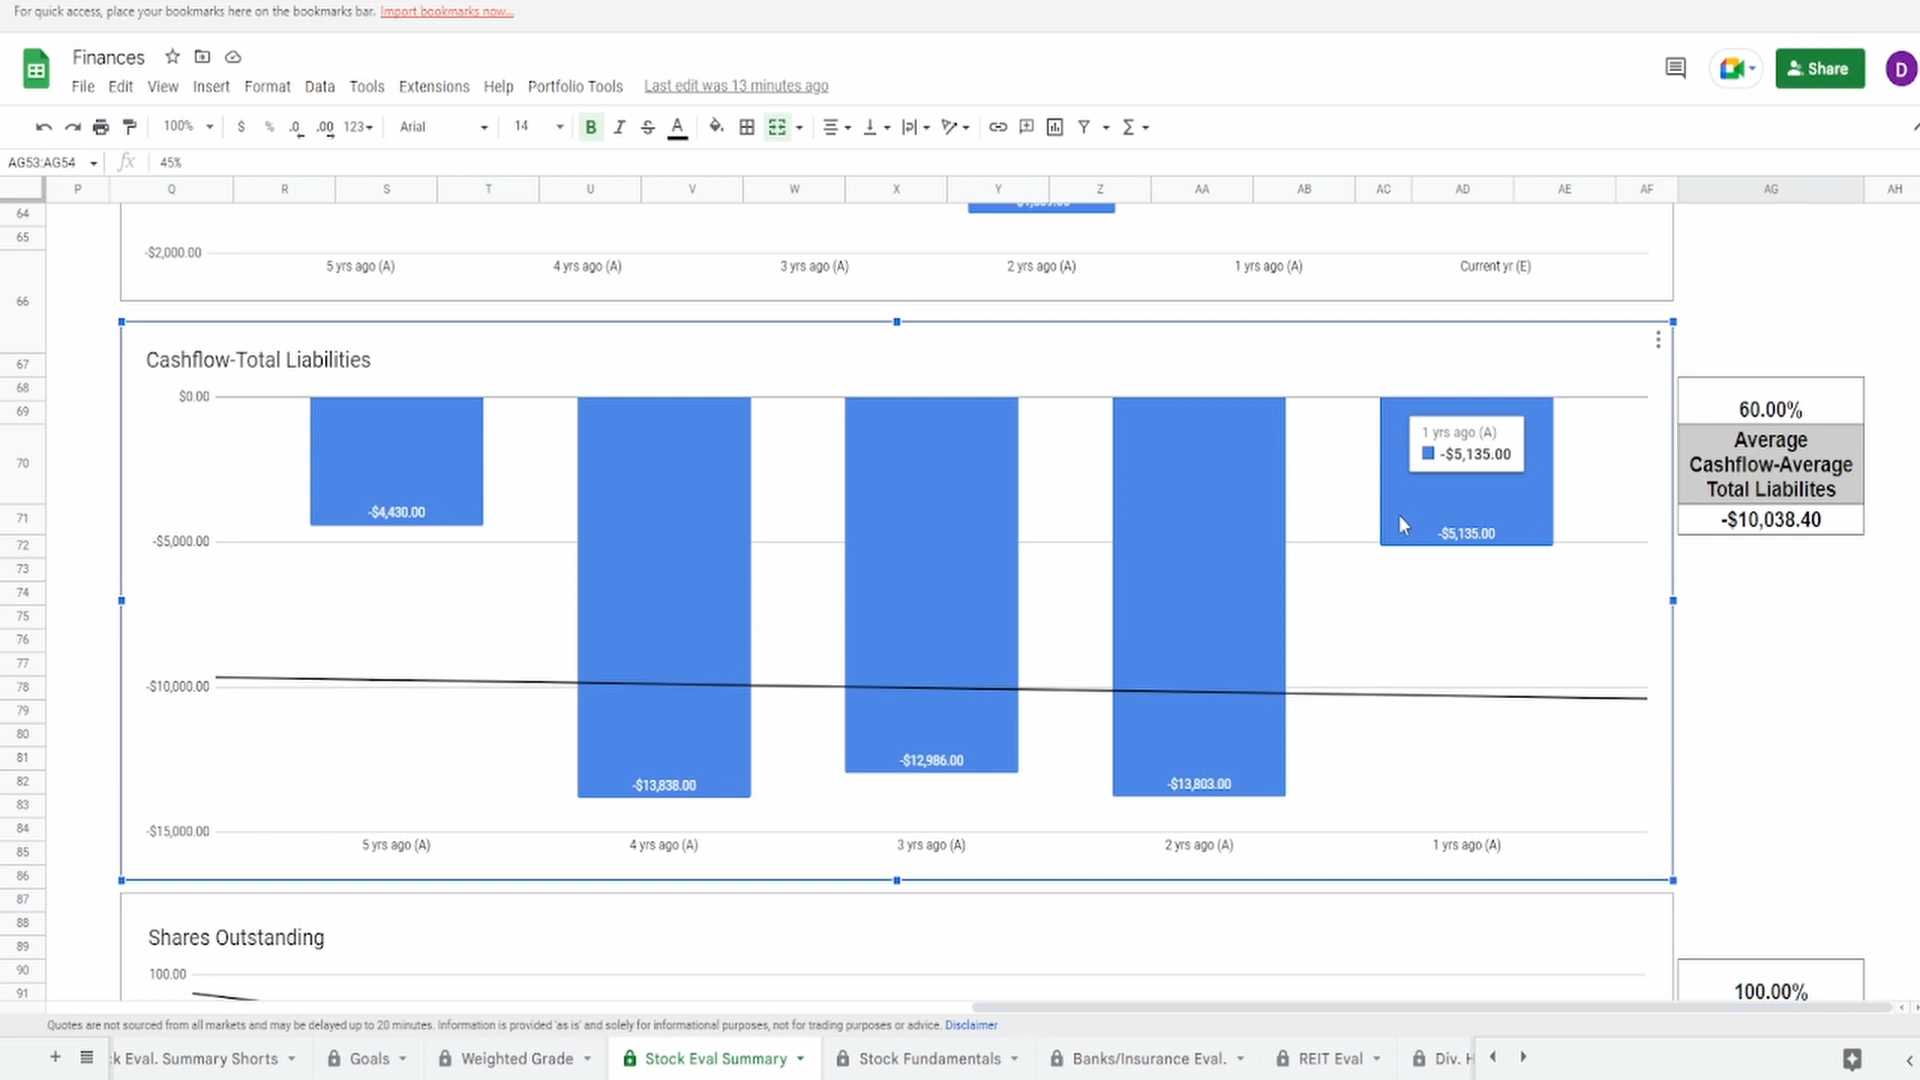 For quick access, place your bookmarks here on the bookmarks bar. Import bookmarks now...
Finances
File Edit View Insert Format Data Tools Extensions Help Portfolio Tools Last edit was 13 minutes ago
Share
D
100% $ % .0 .00 123 Arial 14 B I S A
AG53:AG54 fx 45%
P Q R S T U V W X Y Z AA AB AC AD AE AF AG AH
64
65
66
67
68
69
70
71
72
73
74
75
76
77
78
79
80
81
82
83
84
85
86
87
88
89
90
91
-$2,000.00
5 yrs ago (A) 4 yrs ago (A) 3 yrs ago (A) 2 yrs ago (A) 1 yrs ago (A) Current yr (E)
Cashflow-Total Liabilities
$0.00
-$5,000.00
-$10,000.00
-$15,000.00
-$4,430.00
-$13,838.00
-$12,986.00
-$13,803.00
-$5,135.00
1 yrs ago (A)
-$5,135.00
5 yrs ago (A) 4 yrs ago (A) 3 yrs ago (A) 2 yrs ago (A) 1 yrs ago (A)
60.00%
Average
Cashflow-Average
Total Liabilites
-$10,038.40
Shares Outstanding
100.00
100.00%
Quotes are not sourced from all markets and may be delayed up to 20 minutes. Information is provided 'as is' and solely for informational purposes, not for trading purposes or advice. Disclaimer
k Eval. Summary Shorts Goals Weighted Grade Stock Eval Summary Stock Fundamentals Banks/Insurance Eval. REIT Eval Div. H